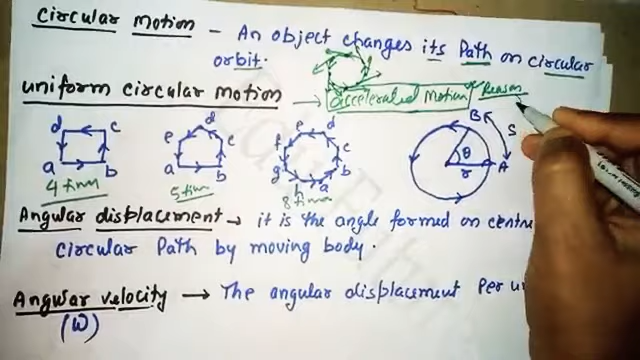 circular motion - An object changes its Path on circular
orbit.
uniform circular motion → accelerated motion Reason
d c
a b
4 times
d
e c
a b
5 time
e d
f c
g b
h a
8 times
B
S
θ
r A
Angular displacement → it is the angle formed on centre
circular Path by moving body.
Angular velocity → The angular displacement Per
(W)